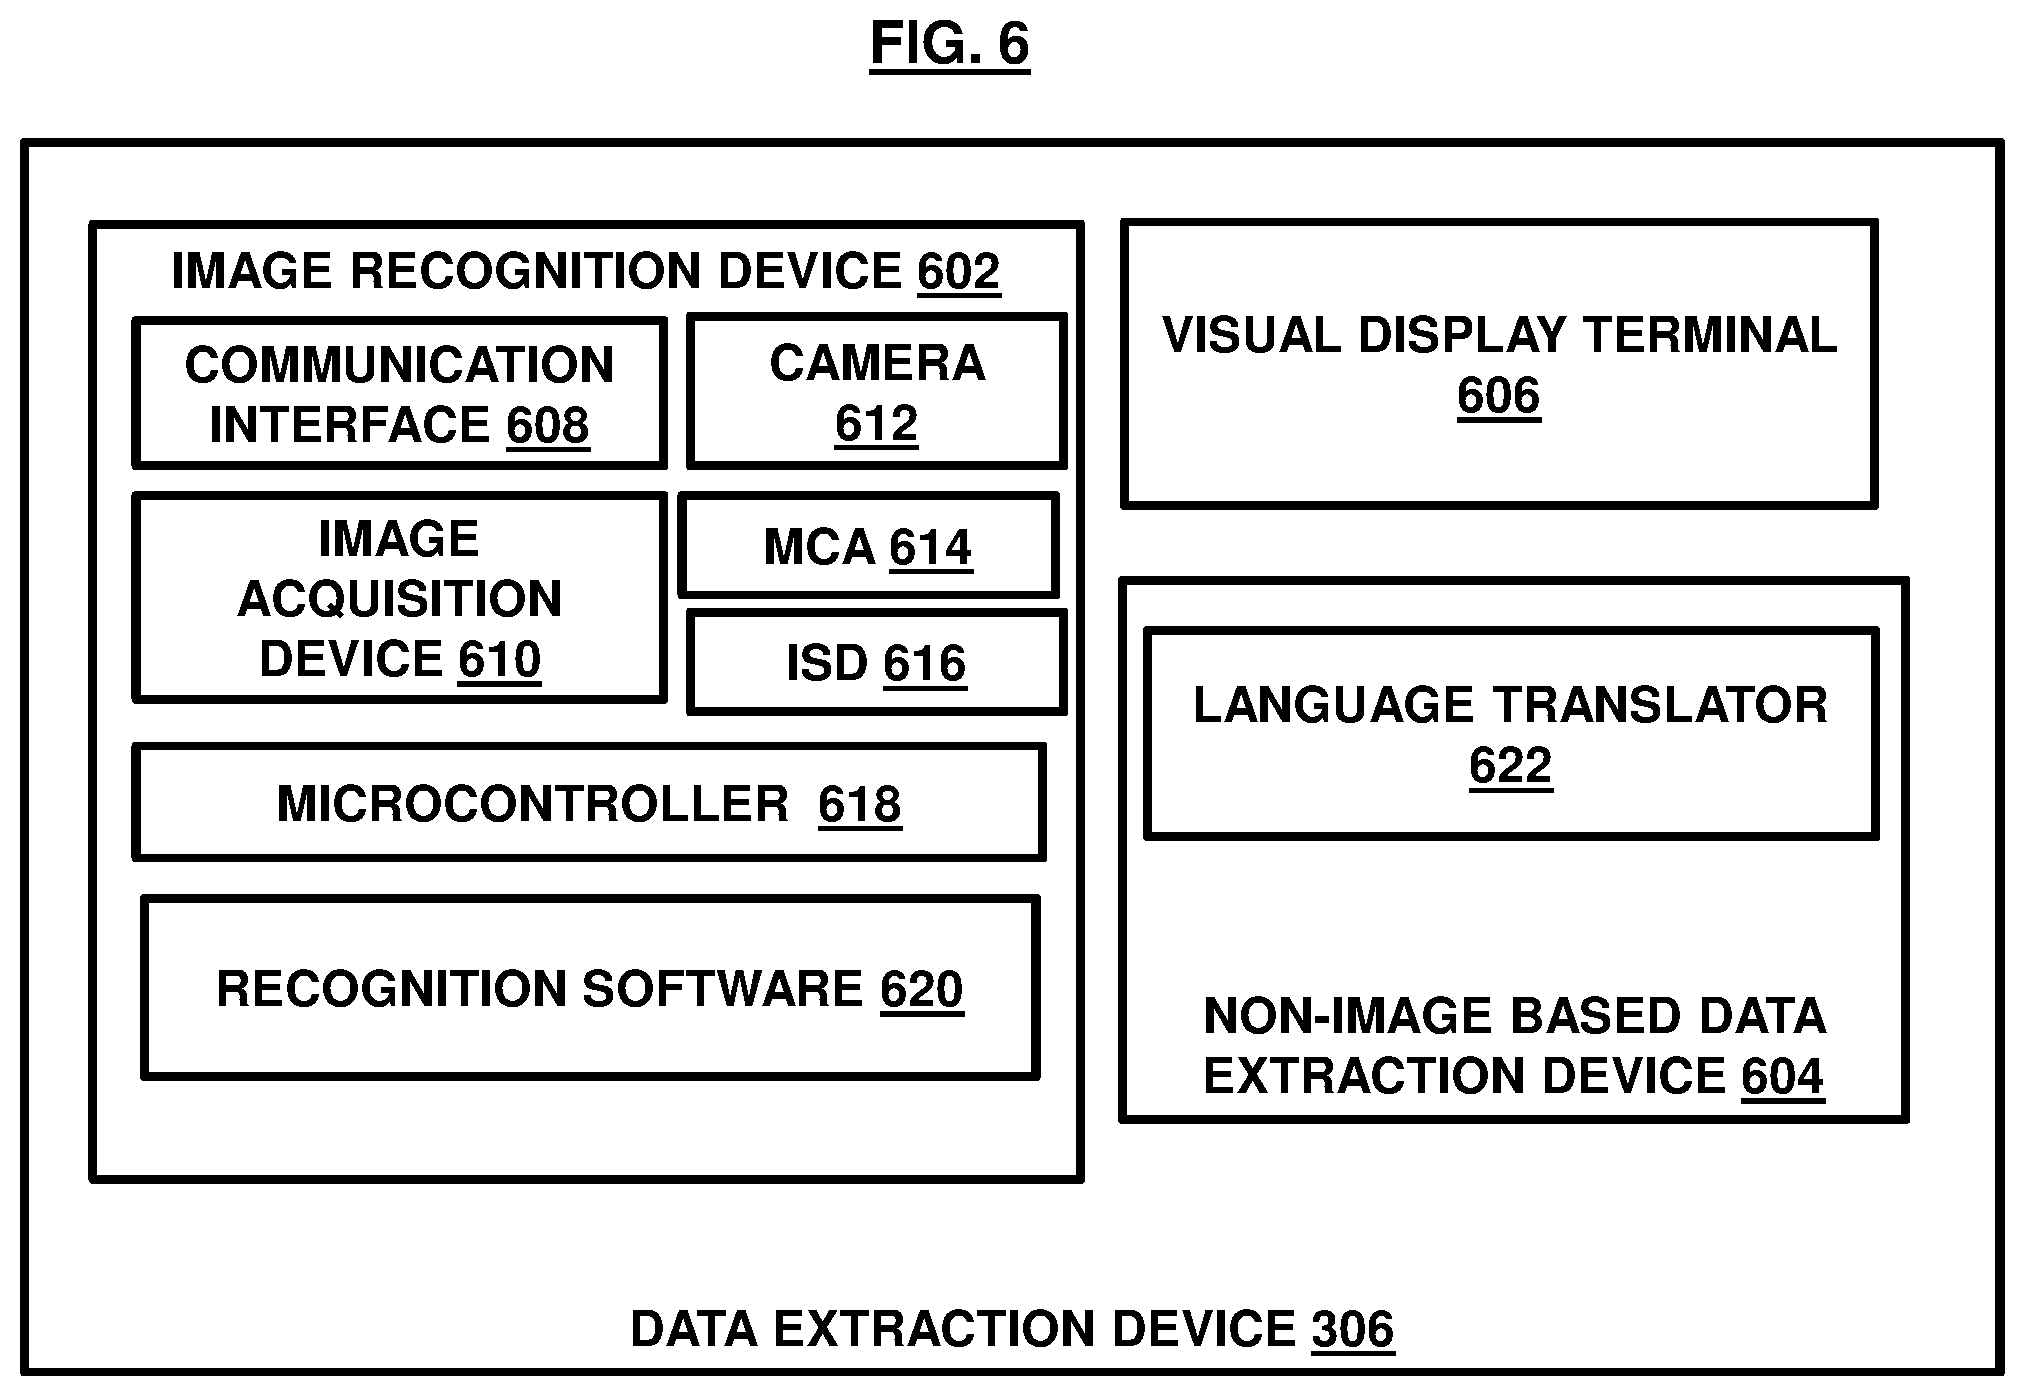 FIG. 6
IMAGE RECOGNITION DEVICE 602
COMMUNICATION
INTERFACE 608
CAMERA
612
IMAGE
ACQUISITION
DEVICE 610
MCA 614
ISD 616
MICROCONTROLLER 618
RECOGNITION SOFTWARE 620
VISUAL DISPLAY TERMINAL
606
LANGUAGE TRANSLATOR
622
NON-IMAGE BASED DATA
EXTRACTION DEVICE 604
DATA EXTRACTION DEVICE 306